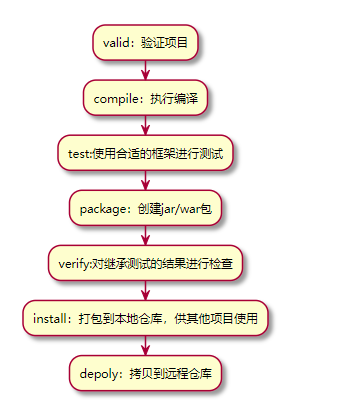 valid：验证项目
compile：执行编译
test:使用合适的框架进行测试
package：创建jar/war包
verify:对继承测试的结果进行检查
install：打包到本地仓库，供其他项目使用
depoly：拷贝到远程仓库